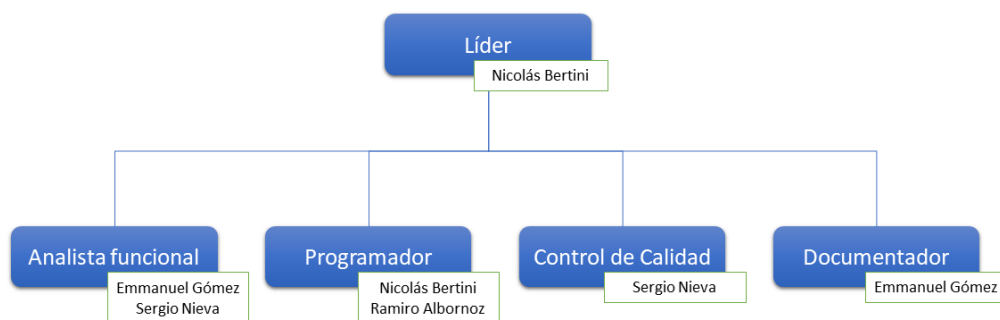 Líder
Nicolás Bertini
Analista funcional
Emmanuel Gómez
Sergio Nieva
Programador
Nicolás Bertini
Ramiro Albornoz
Control de Calidad
Sergio Nieva
Documentador
Emmanuel Gómez